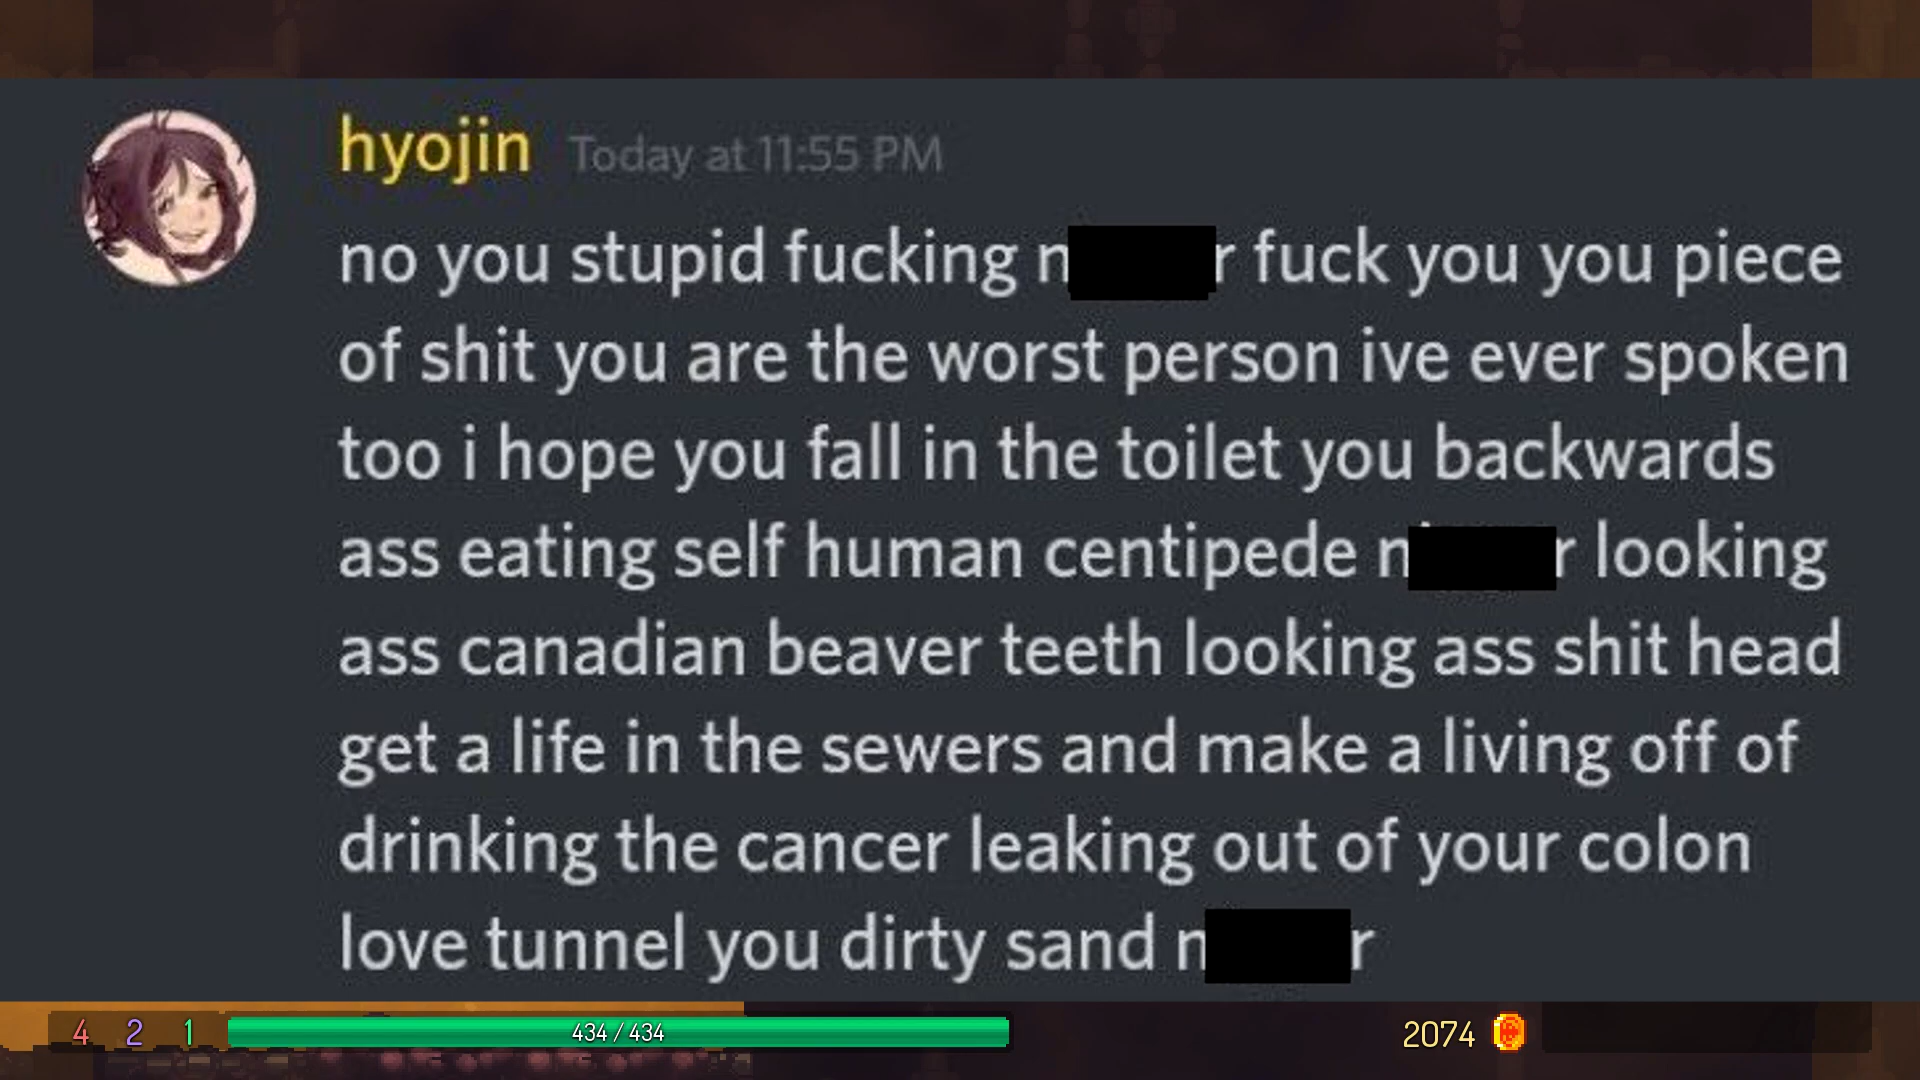 hyojin Today at 11:55 PM
no you stupid fucking n r fuck you you piece
of shit you are the worst person ive ever spoken
too i hope you fall in the toilet you backwards
ass eating self human centipede n r looking
ass canadian beaver teeth looking ass shit head
get a life in the sewers and make a living off of
drinking the cancer leaking out of your colon
love tunnel you dirty sand n r
4 2 1 434 / 434 2074